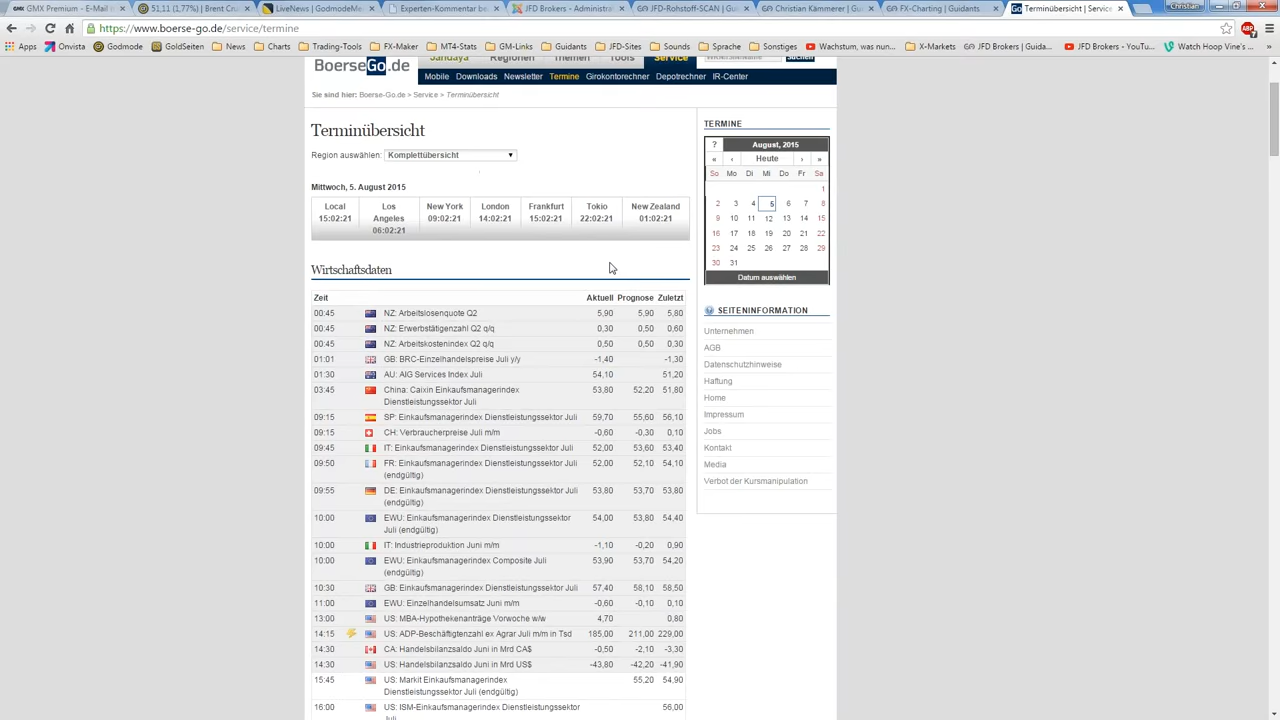 GMX Premium - E-Mail m
51,11 (1,77%) | Brent Cru
LiveNews | GodmodeMem
Experten-Kommentar be
JFD Brokers - Administra
JFD-Rohstoff-SCAN | Gui
Christian Kämmerer | Gu
FX-Charting | Guidants
Terminübersicht | Service
Christian
https://www.boerse-go.de/service/termine
Apps
Onvista
Godmode
GoldSeiten
News
Charts
Trading-Tools
FX-Maker
MT4-Stats
GM-Links
Guidants
JFD-Sites
Sounds
Sprache
Sonstiges
Wachstum, was nun...
X-Markets
JFD Brokers | Guida...
JFD Brokers - YouTu...
Watch Hoop Vine's b...
BörseGo.de
Jandaya
Regionen
Themen
Tools
Service
Suchen
Mobile Downloads Newsletter Termine Girokontorechner Depotrechner IR-Center
Sie sind hier: Boerse-Go.de > Service > Terminübersicht
Terminübersicht
Region auswählen: Komplettübersicht
Mittwoch, 5. August 2015
Local Los New York London Frankfurt Tokio New Zealand
15:02:21 Angeles 09:02:21 14:02:21 15:02:21 22:02:21 01:02:21
06:02:21
Wirtschaftsdaten
Zeit Aktuell Prognose Zuletzt
00:45 NZ: Arbeitslosenquote Q2 5,90 5,90 5,80
00:45 NZ: Erwerbstätigenzahl Q2 q/q 0,30 0,50 0,60
00:45 NZ: Arbeitskostenindex Q2 q/q 0,50 0,50 0,30
01:01 GB: BRC-Einzelhandelspreise Juli y/y -1,40 -1,30
01:30 AU: AIG Services Index Juli 54,10 51,20
03:45 China: Caixin Einkaufsmanagerindex 53,80 52,20 51,80
Dienstleistungssektor Juli
09:15 SP: Einkaufsmanagerindex Dienstleistungssektor Juli 59,70 55,60 56,10
09:15 CH: Verbraucherpreise Juli m/m -0,60 -0,30 0,10
09:45 IT: Einkaufsmanagerindex Dienstleistungssektor Juli 52,00 53,60 53,40
09:50 FR: Einkaufsmanagerindex Dienstleistungssektor Juli 52,00 52,10 54,10
(endgültig)
09:55 DE: Einkaufsmanagerindex Dienstleistungssektor Juli 53,80 53,70 53,80
(endgültig)
10:00 EWU: Einkaufsmanagerindex Dienstleistungssektor 54,00 53,80 54,40
Juli (endgültig)
10:00 IT: Industrieproduktion Juni m/m -1,10 -0,20 0,90
10:00 EWU: Einkaufsmanagerindex Composite Juli 53,90 53,70 54,20
(endgültig)
10:30 GB: Einkaufsmanagerindex Dienstleistungssektor Juli 57,40 58,10 58,50
11:00 EWU: Einzelhandelsumsatz Juni m/m -0,60 -0,10 0,10
13:00 US: MBA-Hypothekenanträge Vorwoche w/w 4,70 0,80
14:15 US: ADP-Beschäftigtenzahl ex Agrar Juli m/m in Tsd 185,00 211,00 229,00
14:30 CA: Handelsbilanzsaldo Juni in Mrd CA$ -0,50 -2,10 -3,30
14:30 US: Handelsbilanzsaldo Juni in Mrd US$ -43,80 -42,20 -41,90
15:45 US: Markit Einkaufsmanagerindex 55,20 54,90
Dienstleistungssektor Juli (endgültig)
16:00 US: ISM-Einkaufsmanagerindex Dienstleistungssektor 56,00
Juli
TERMINE
? August, 2015
« ‹ Heute › »
So Mo Di Mi Do Fr Sa
1
2 3 4 5 6 7 8
9 10 11 12 13 14 15
16 17 18 19 20 21 22
23 24 25 26 27 28 29
30 31
Datum auswählen
SEITENINFORMATION
Unternehmen
AGB
Datenschutzhinweise
Haftung
Home
Impressum
Jobs
Kontakt
Media
Verbot der Kursmanipulation